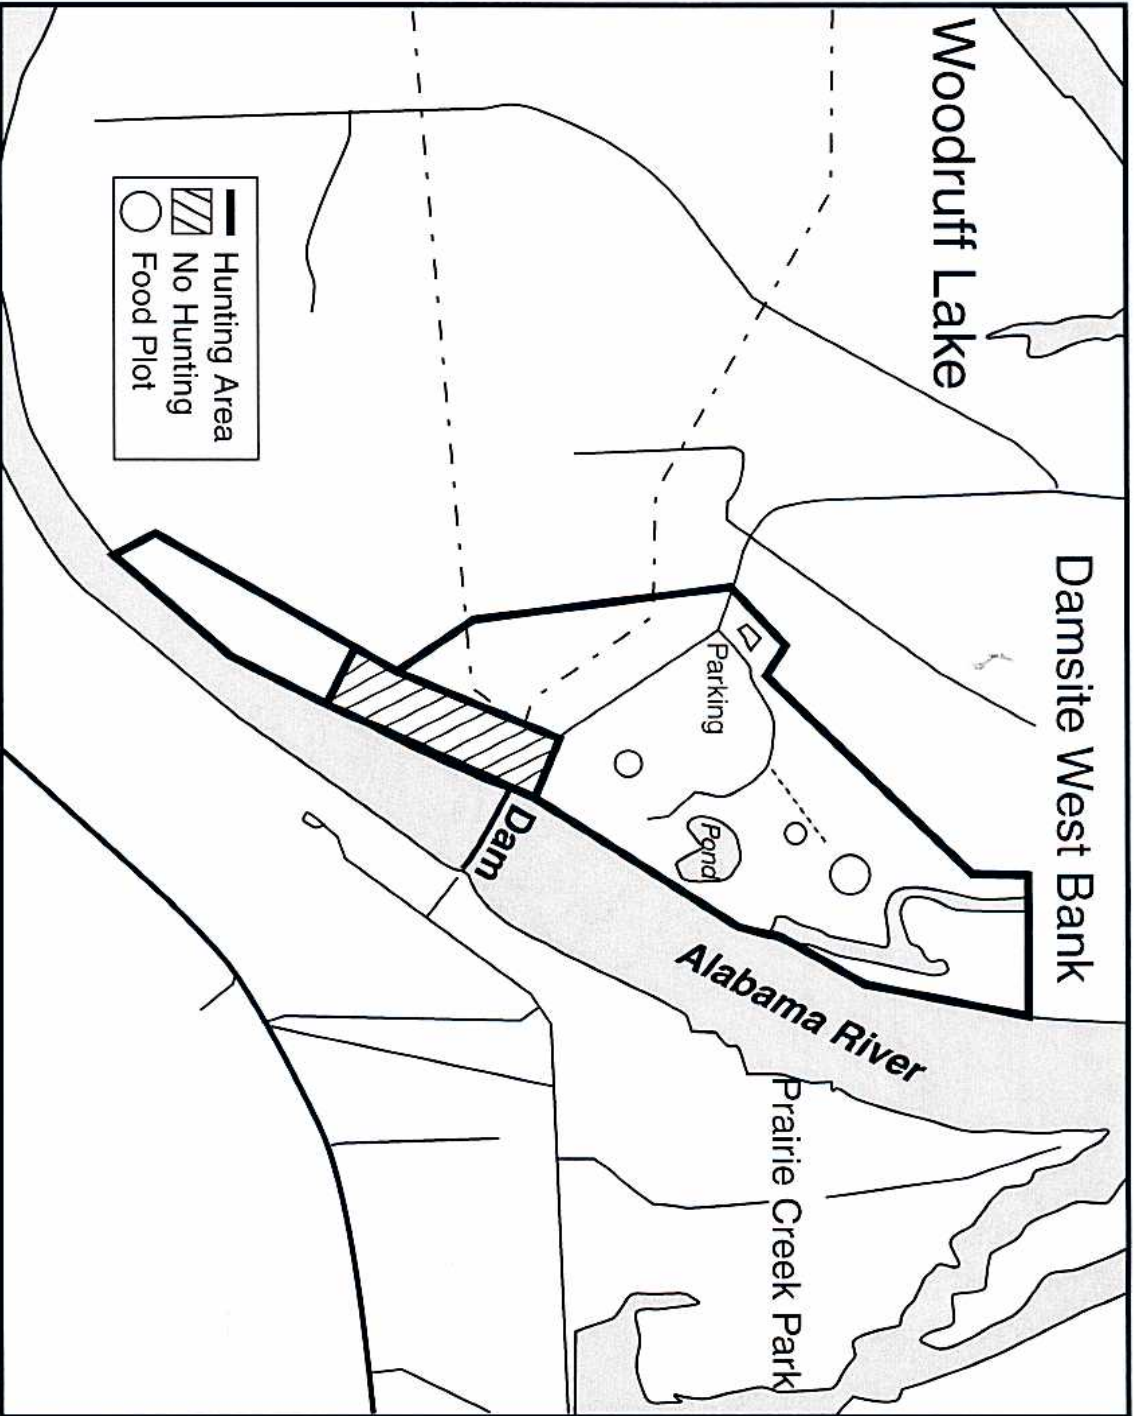 Woodruff Lake
Damsite West Bank
Hunting Area
No Hunting
Food Plot
Parking
Pond
Dam
Alabama River
Prairie Creek Park